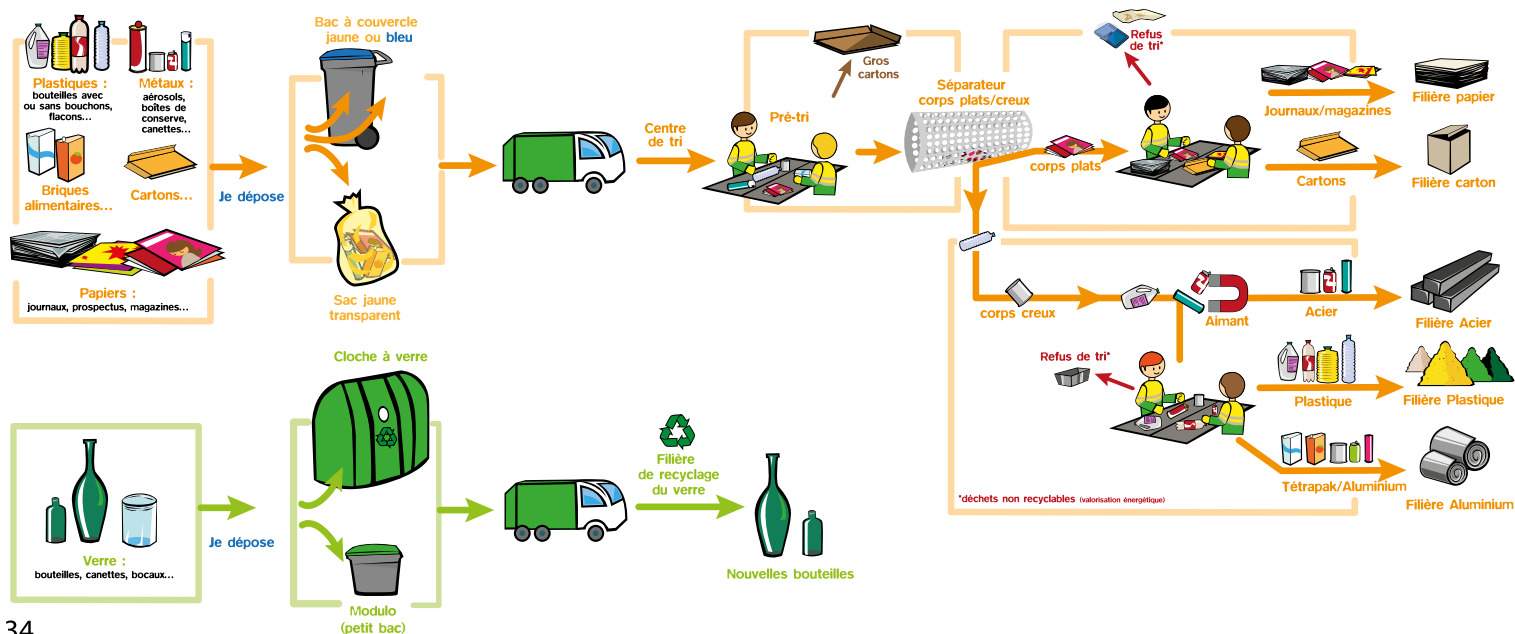 Plastiques :
bouteilles avec
ou sans bouchons,
flacons...
Métaux :
aérosols,
boîtes de
conserve,
canettes...
Briques
alimentaires...
Cartons...
Papiers :
journaux, prospectus, magazines...
Je dépose
Bac à couvercle
jaune ou bleu
Sac jaune
transparent
Centre
de tri
Pré-tri
Gros
cartons
Séparateur
corps plats/creux
corps plats
Refus
de tri*
Journaux/magazines
Filière papier
Cartons
Filière carton
corps creux
Aimant
Acier
Filière Acier
Refus de tri*
Plastique
Filière Plastique
Tétrapak/Aluminium
Filière Aluminium
*déchets non recyclables (valorisation énergétique)
Verre :
bouteilles, canettes, bocaux...
Je dépose
Cloche à verre
Modulo
(petit bac)
Filière
de recyclage
du verre
Nouvelles bouteilles
34